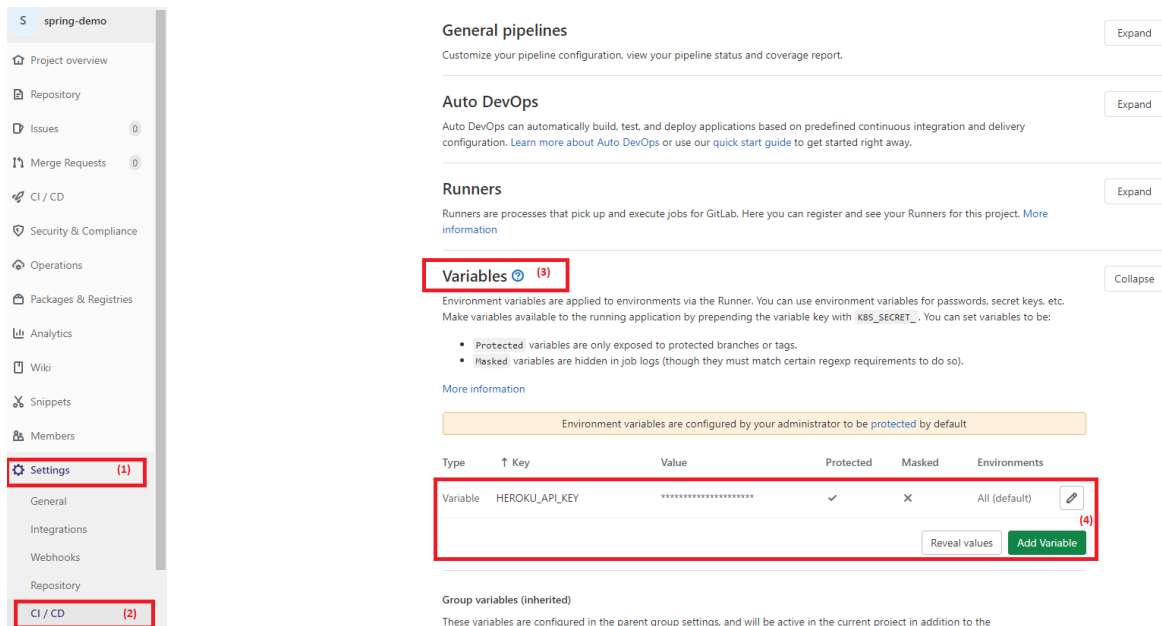 S spring-demo
Project overview
Repository
Issues 0
Merge Requests 0
CI / CD
Security & Compliance
Operations
Packages & Registries
Analytics
Wiki
Snippets
Members
Settings (1)
General
Integrations
Webhooks
Repository
CI / CD (2)
General pipelines
Expand
Customize your pipeline configuration, view your pipeline status and coverage report.
Auto DevOps
Expand
Auto DevOps can automatically build, test, and deploy applications based on predefined continuous integration and delivery
configuration. Learn more about Auto DevOps or use our quick start guide to get started right away.
Runners
Expand
Runners are processes that pick up and execute jobs for GitLab. Here you can register and see your Runners for this project. More
information
Variables ? (3)
Collapse
Environment variables are applied to environments via the Runner. You can use environment variables for passwords, secret keys, etc.
Make variables available to the running application by prepending the variable key with K8S_SECRET_ . You can set variables to be:
• Protected variables are only exposed to protected branches or tags.
• Masked variables are hidden in job logs (though they must match certain regexp requirements to do so).
More information
Environment variables are configured by your administrator to be protected by default
Type ↑ Key Value Protected Masked Environments
Variable HEROKU_API_KEY ********************* ✓ ✕ All (default)
(4)
Reveal values Add Variable
Group variables (inherited)
These variables are configured in the parent group settings, and will be active in the current project in addition to the